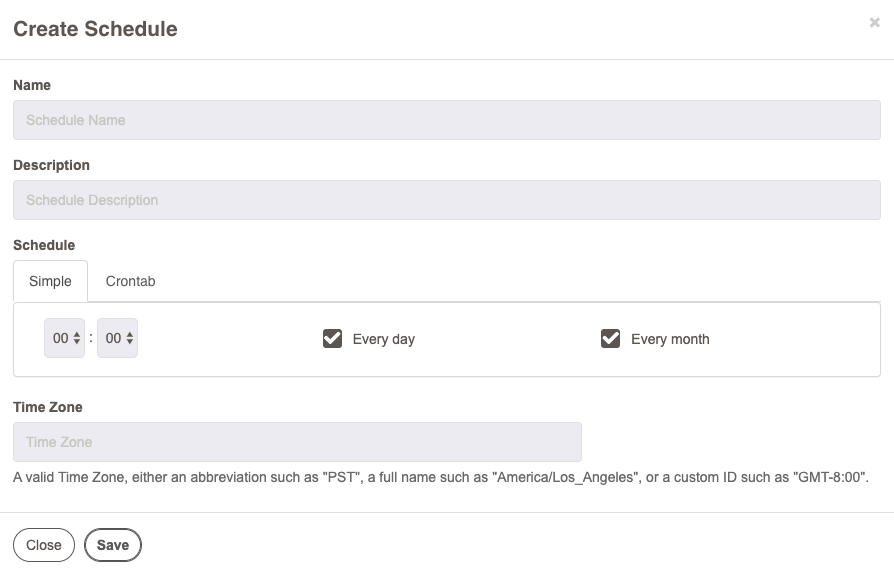 Create Schedule
×
Name
Schedule Name
Description
Schedule Description
Schedule
Simple Crontab
00 : 00 Every day Every month
Time Zone
Time Zone
A valid Time Zone, either an abbreviation such as "PST", a full name such as "America/Los_Angeles", or a custom ID such as "GMT-8:00".
Close Save